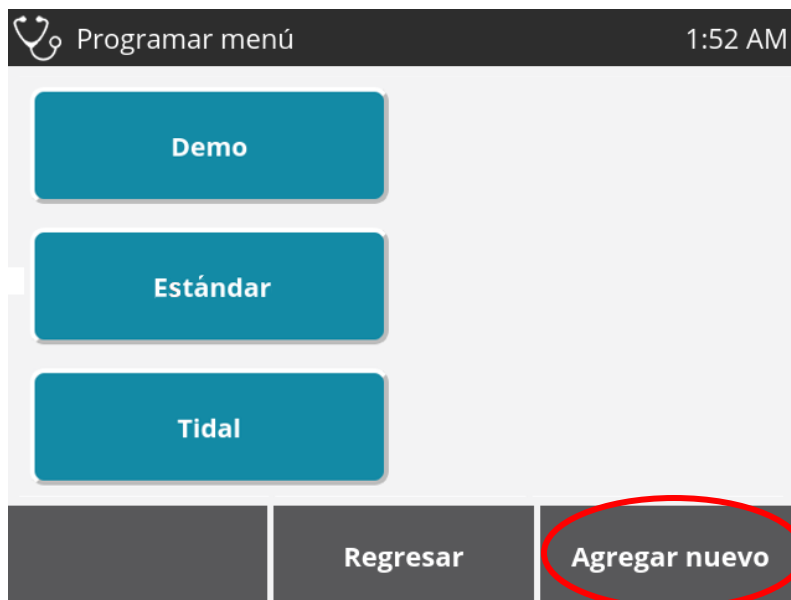 Programar menú 1:52 AM
Demo
Estándar
Tidal
Regresar Agregar nuevo